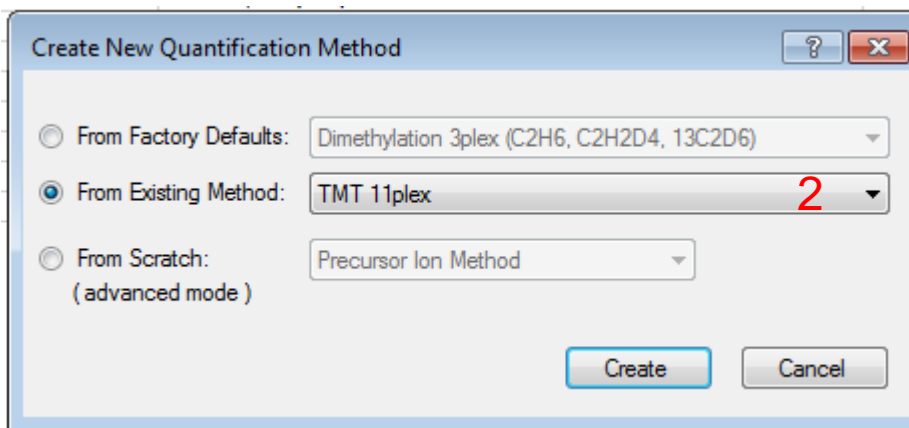 Create New Quantification Method
From Factory Defaults: Dimethylation 3plex (C2H6, C2H2D4, 13C2D6)
From Existing Method: TMT 11plex 2
From Scratch: Precursor Ion Method
( advanced mode )
Create Cancel